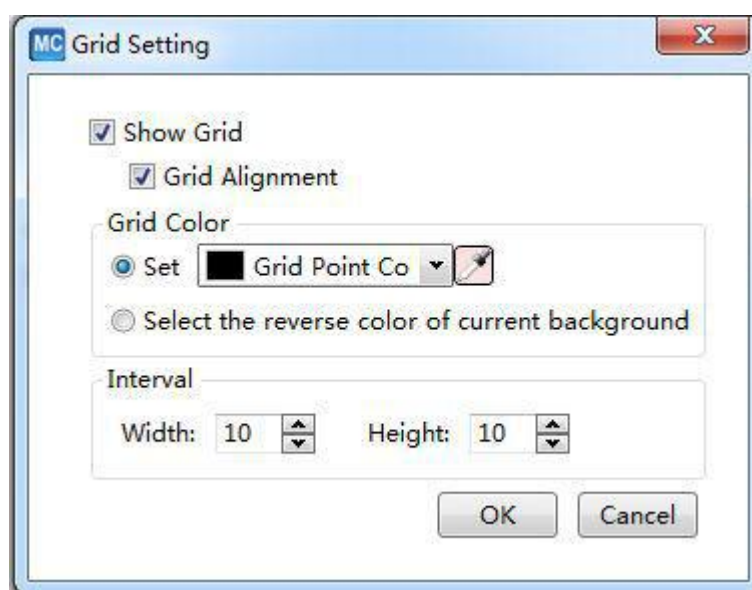 MC Grid Setting
Show Grid
Grid Alignment
Grid Color
Set Grid Point Co
Select the reverse color of current background
Interval
Width: 10 Height: 10
OK Cancel